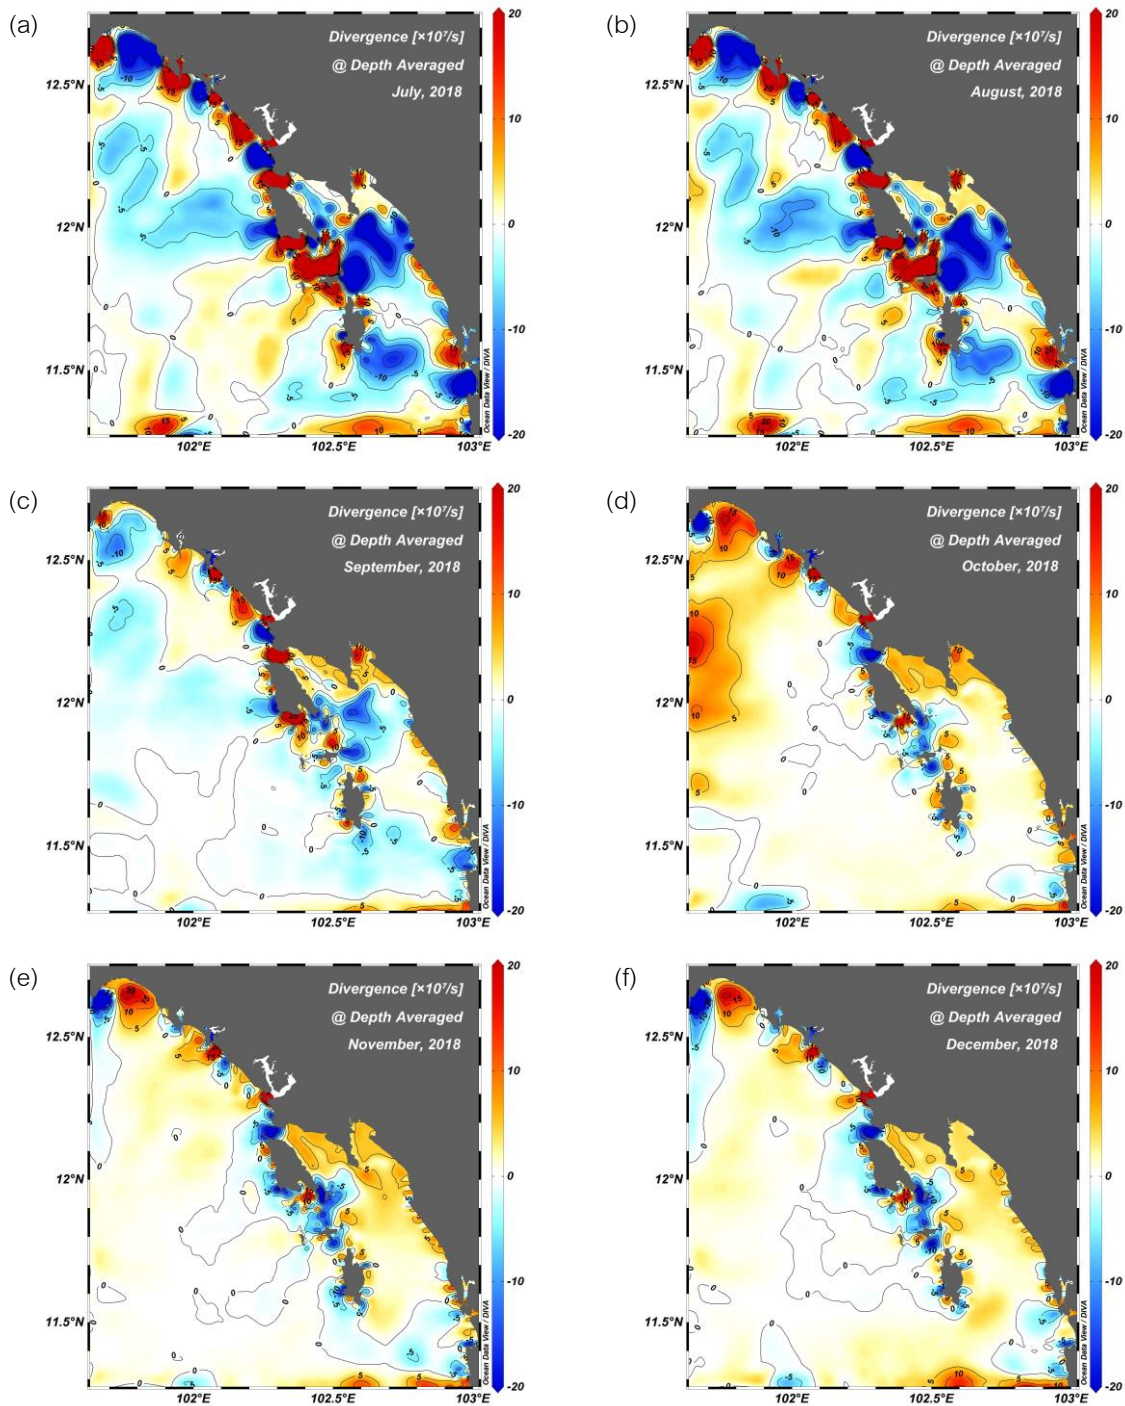 (a)
Divergence [×10⁷/s]
@ Depth Averaged
July, 2018
12.5°N
12°N
11.5°N
102°E
102.5°E
103°E
20
10
0
-10
-20
Ocean Data View / DIVA
(b)
Divergence [×10⁷/s]
@ Depth Averaged
August, 2018
12.5°N
12°N
11.5°N
102°E
102.5°E
103°E
20
10
0
-10
-20
Ocean Data View / DIVA
(c)
Divergence [×10⁷/s]
@ Depth Averaged
September, 2018
12.5°N
12°N
11.5°N
102°E
102.5°E
103°E
20
10
0
-10
-20
Ocean Data View / DIVA
(d)
Divergence [×10⁷/s]
@ Depth Averaged
October, 2018
12.5°N
12°N
11.5°N
102°E
102.5°E
103°E
20
10
0
-10
-20
Ocean Data View / DIVA
(e)
Divergence [×10⁷/s]
@ Depth Averaged
November, 2018
12.5°N
12°N
11.5°N
102°E
102.5°E
103°E
20
10
0
-10
-20
Ocean Data View / DIVA
(f)
Divergence [×10⁷/s]
@ Depth Averaged
December, 2018
12.5°N
12°N
11.5°N
102°E
102.5°E
103°E
20
10
0
-10
-20
Ocean Data View / DIVA